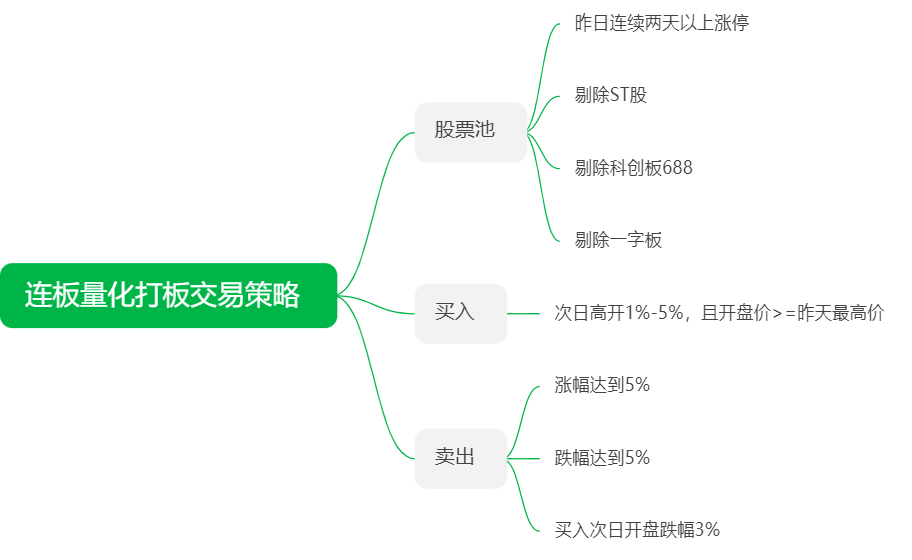 连板量化打板交易策略
股票池
昨日连续两天以上涨停
剔除ST股
剔除科创板688
剔除一字板
买入
次日高开1%-5%，且开盘价>=昨天最高价
卖出
涨幅达到5%
跌幅达到5%
买入次日开盘跌幅3%